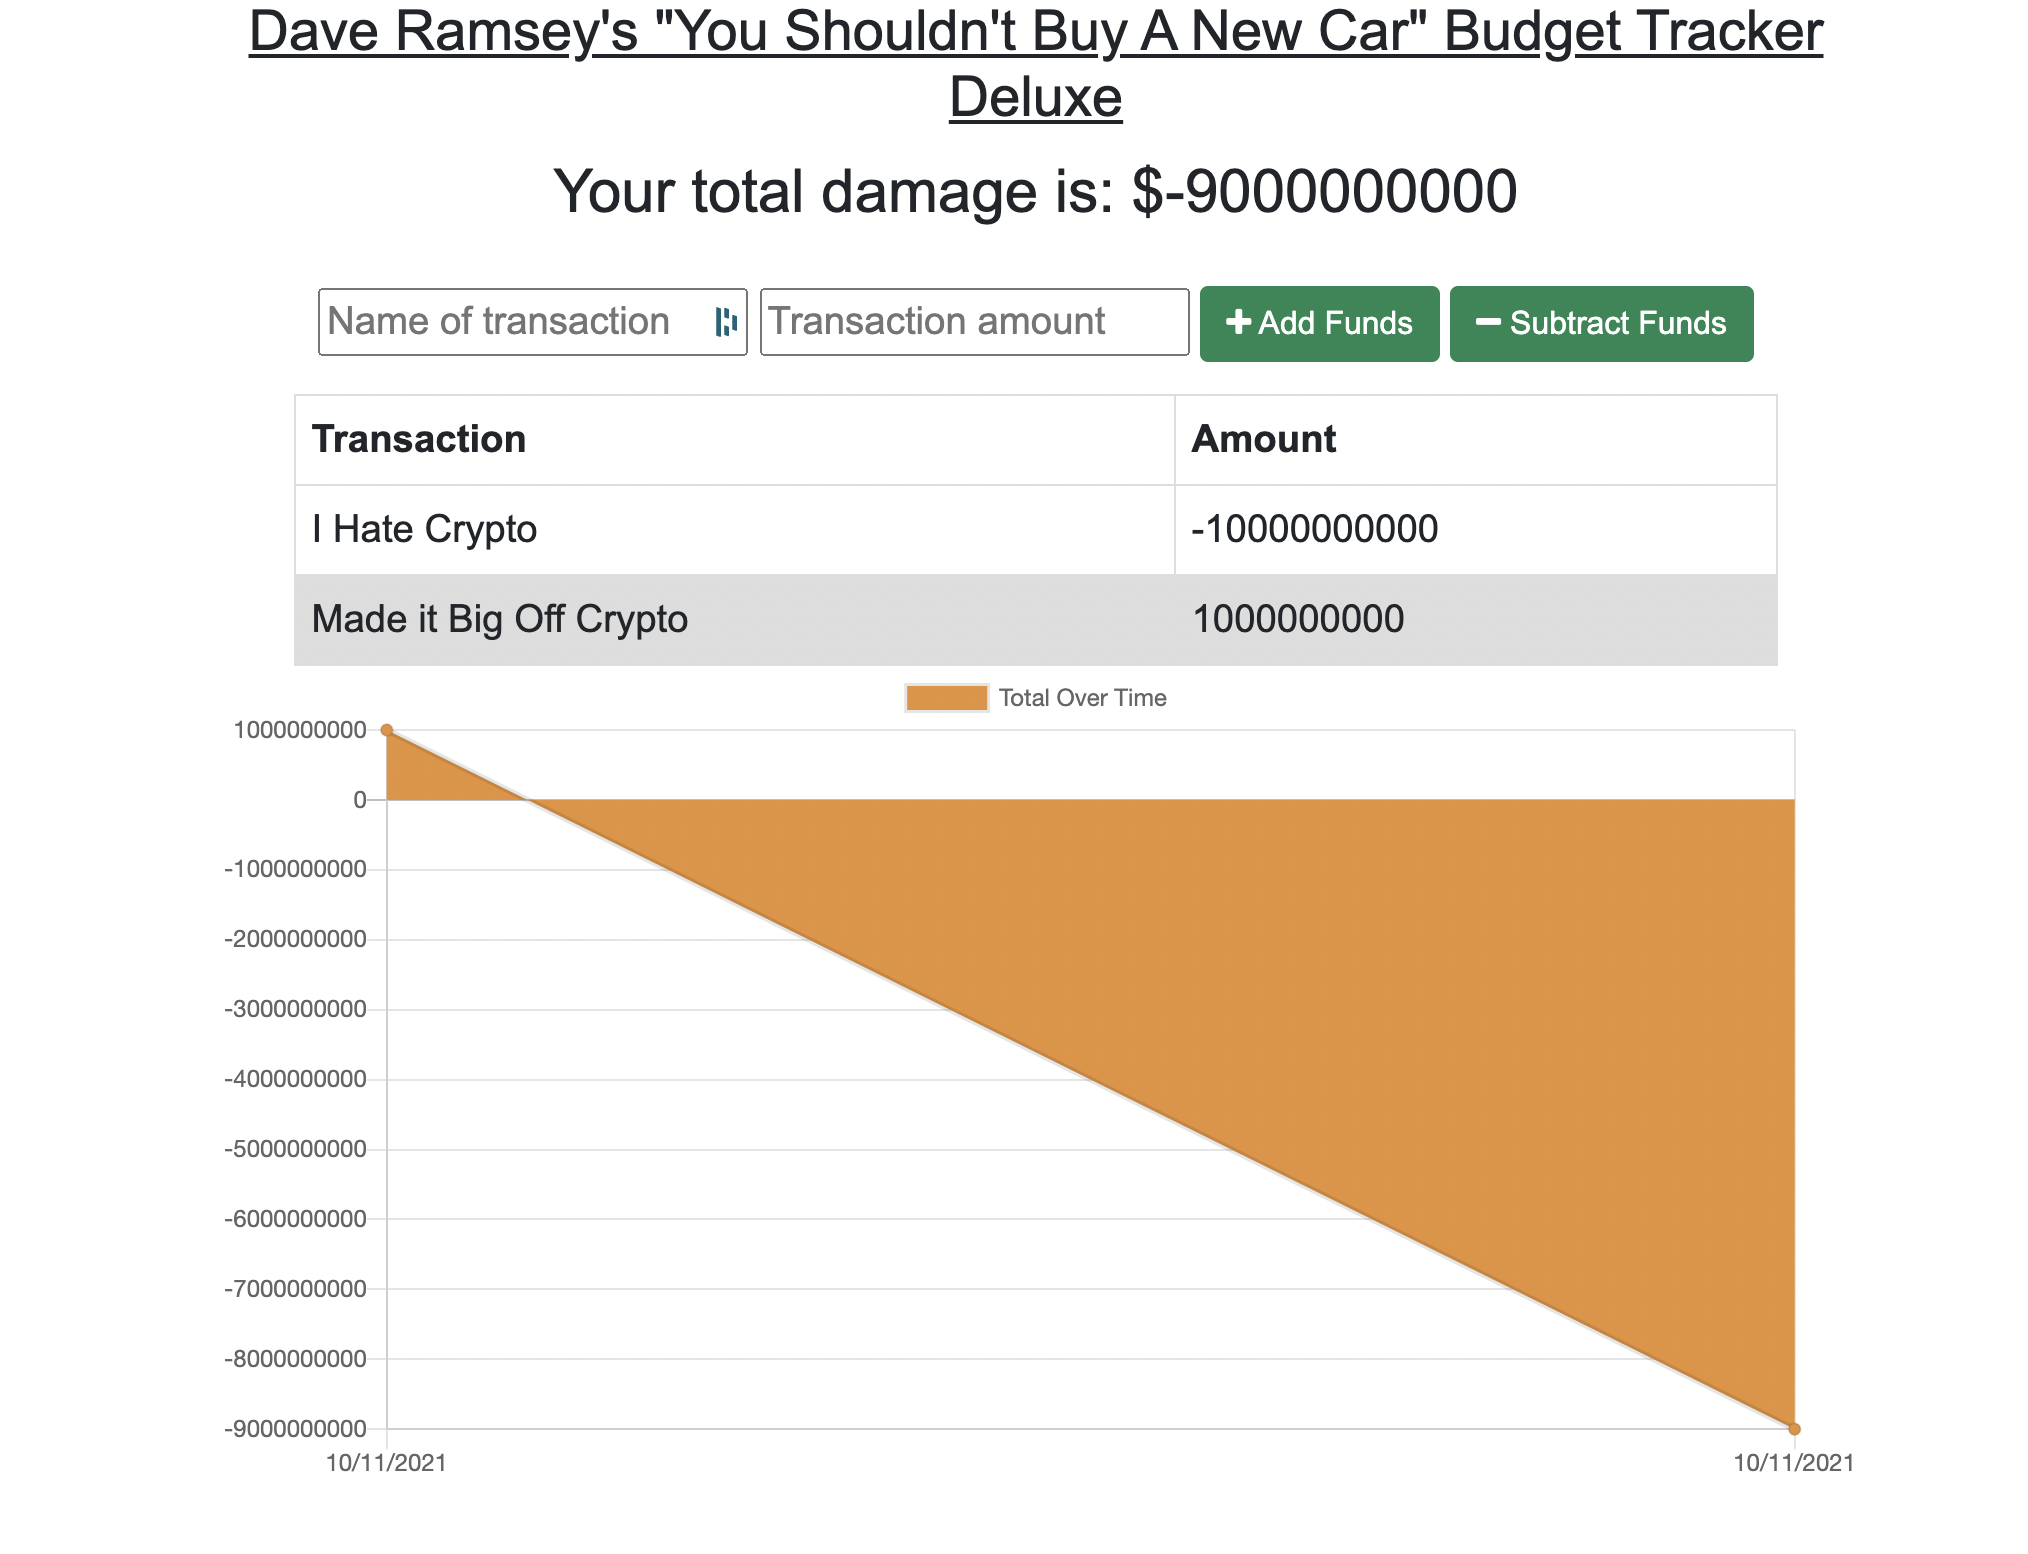 Dave Ramsey's "You Shouldn't Buy A New Car" Budget Tracker
Deluxe
Your total damage is: $-9000000000
Name of transaction Transaction amount Add Funds Subtract Funds
Transaction Amount
I Hate Crypto -10000000000
Made it Big Off Crypto 1000000000
Total Over Time
1000000000
0
-1000000000
-2000000000
-3000000000
-4000000000
-5000000000
-6000000000
-7000000000
-8000000000
-9000000000
10/11/2021 10/11/2021